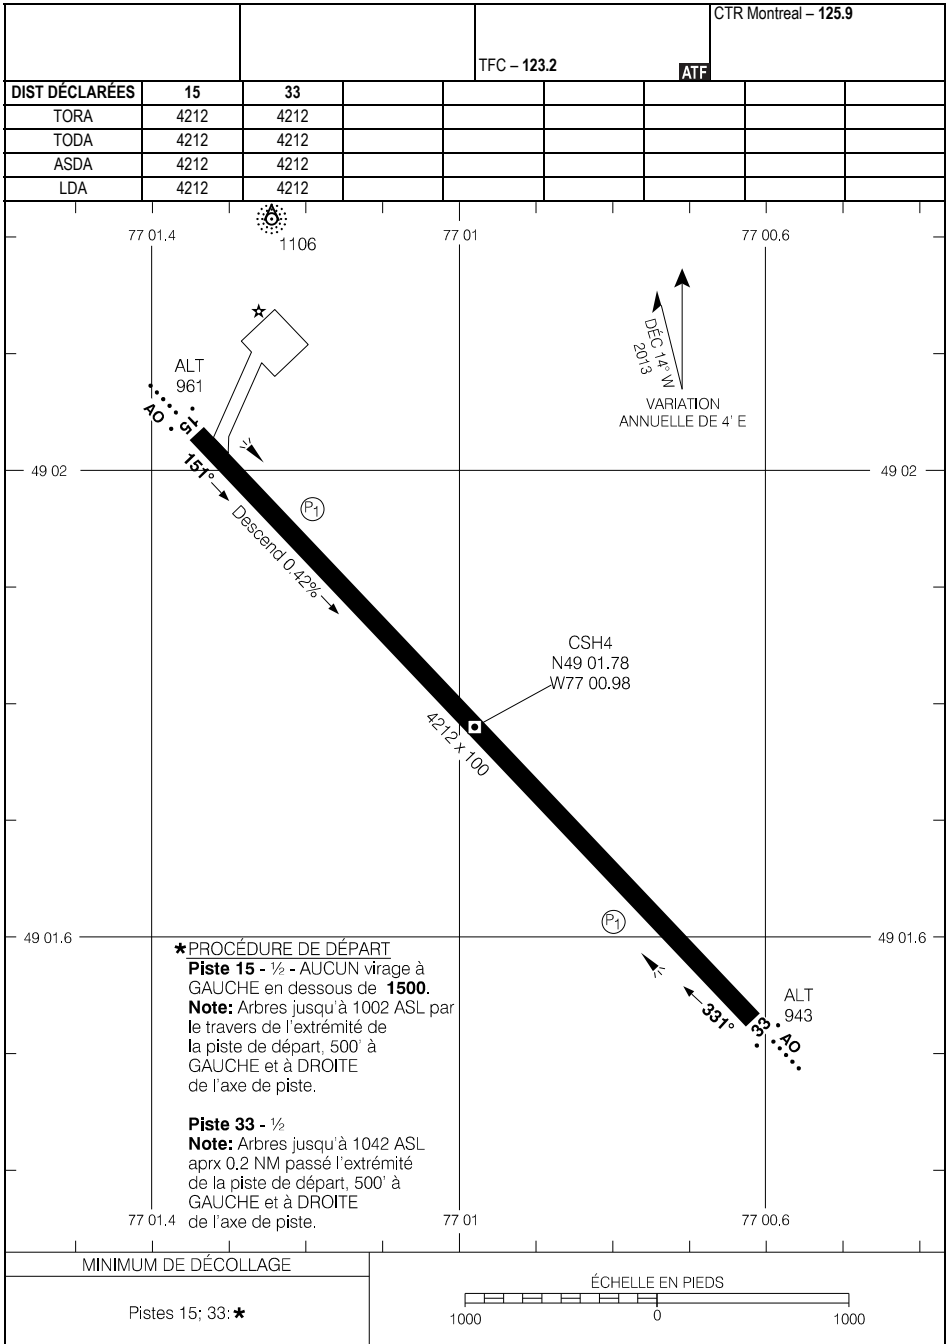 CTR Montreal – 125.9
TFC – 123.2
ATF
DIST DÉCLARÉES 15 33
TORA 4212 4212
TODA 4212 4212
ASDA 4212 4212
LDA 4212 4212
77 01.4 77 01 77 00.6
1106
DÉC 14° W
2013
VARIATION
ANNUELLE DE 4' E
ALT
961
AO
15
49 02 49 02
151°
P1
Descend 0.42%
CSH4
N49 01.78
W77 00.98
4212 x 100
P1
49 01.6 49 01.6
331°
33
ALT
943
AO
*PROCÉDURE DE DÉPART
Piste 15 - ½ - AUCUN virage à
GAUCHE en dessous de 1500.
Note: Arbres jusqu'à 1002 ASL par
le travers de l'extrémité de
la piste de départ, 500' à
GAUCHE et à DROITE
de l'axe de piste.
Piste 33 - ½
Note: Arbres jusqu'à 1042 ASL
aprx 0.2 NM passé l'extrémité
de la piste de départ, 500' à
GAUCHE et à DROITE
de l'axe de piste.
77 01.4 77 01 77 00.6
MINIMUM DE DÉCOLLAGE
Pistes 15; 33:*
ÉCHELLE EN PIEDS
1000 0 1000